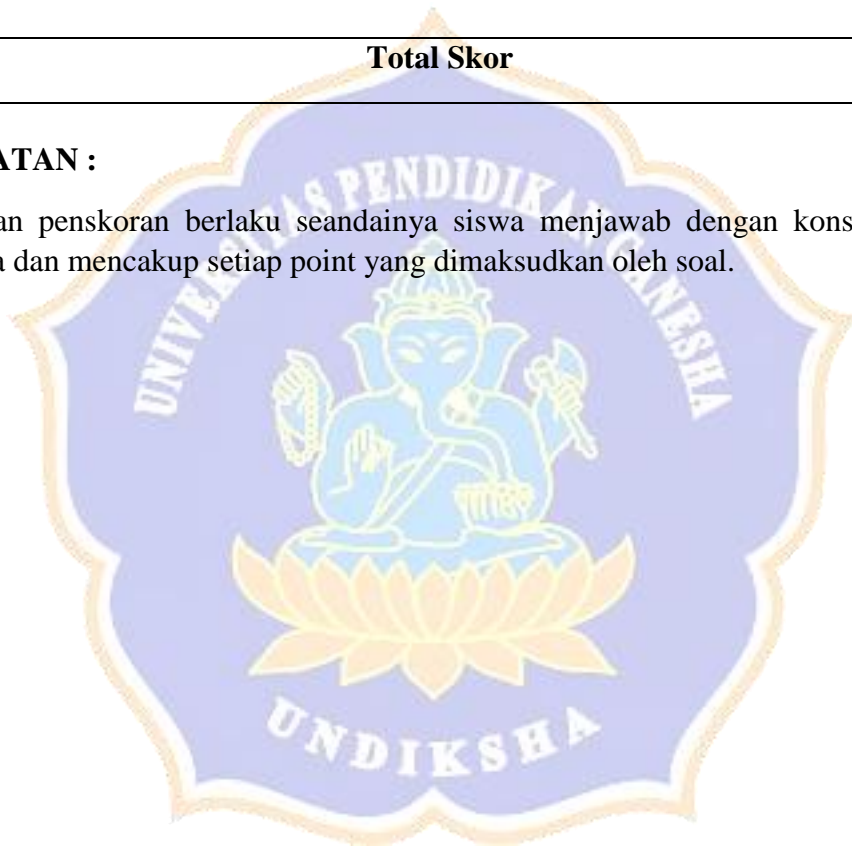 Total Skor
ATAN :
an penskoran berlaku seandainya siswa menjawab dengan kons
a dan mencakup setiap point yang dimaksudkan oleh soal.
UNIVERSITAS PENDIDIKAN GANESHA
UNDIKSHA